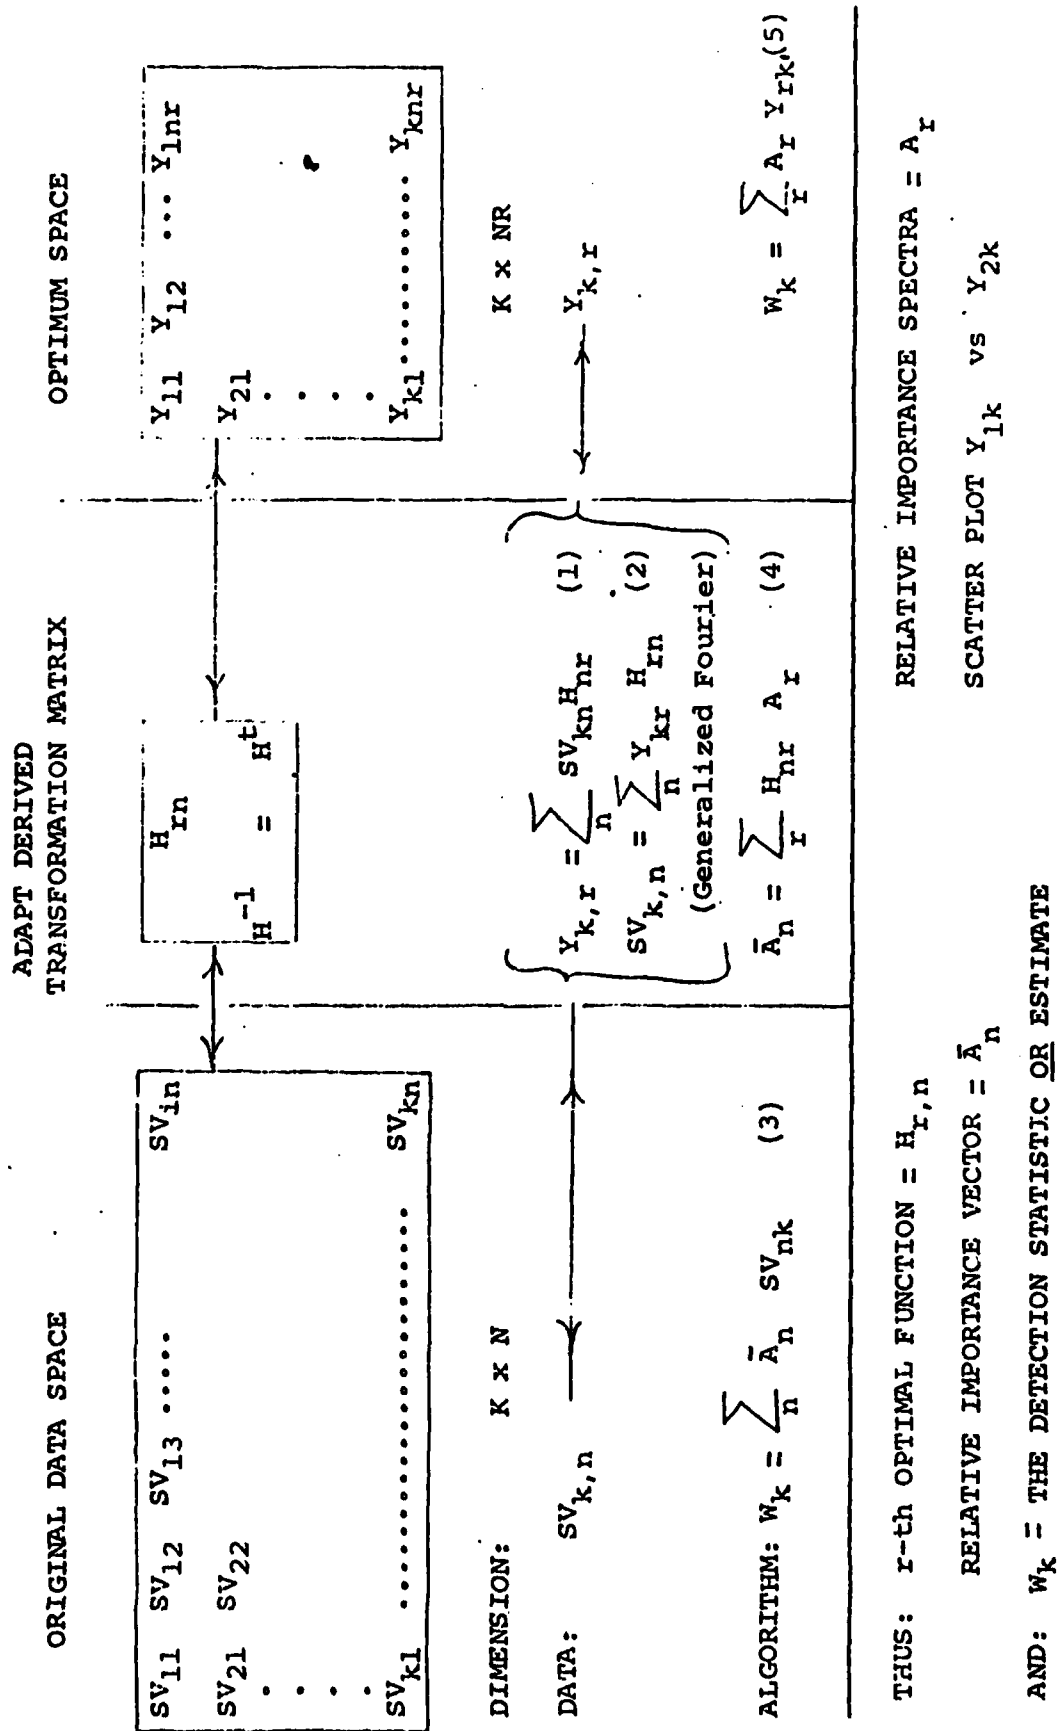 ORIGINAL DATA SPACE
SV11 SV12 SV13 ..... SVin
SV21 SV22
SVk1 .................... SVkn
ADAPT DERIVED
TRANSFORMATION MATRIX
Hrn
H^-1 = H^t
OPTIMUM SPACE
Y11 Y12 ... Y1nr
Y21
Yk1............Yknr
DIMENSION: K x N
K x NR
DATA: SVk,n
Yk,r = Σn SVkn Hnr (1)
SVk,n = Σn Ykr Hrn (2)
(Generalized Fourier)
Yk,r
ALGORITHM: Wk = Σn Ān SVnk (3)
Ān = Σr Hnr Ar (4)
Wk = Σr Ar Yrk,(5)
THUS: r-th OPTIMAL FUNCTION = Hr,n
RELATIVE IMPORTANCE VECTOR = Ān
RELATIVE IMPORTANCE SPECTRA = Ar
SCATTER PLOT Y1k vs Y2k
AND: Wk = THE DETECTION STATISTIC OR ESTIMATE